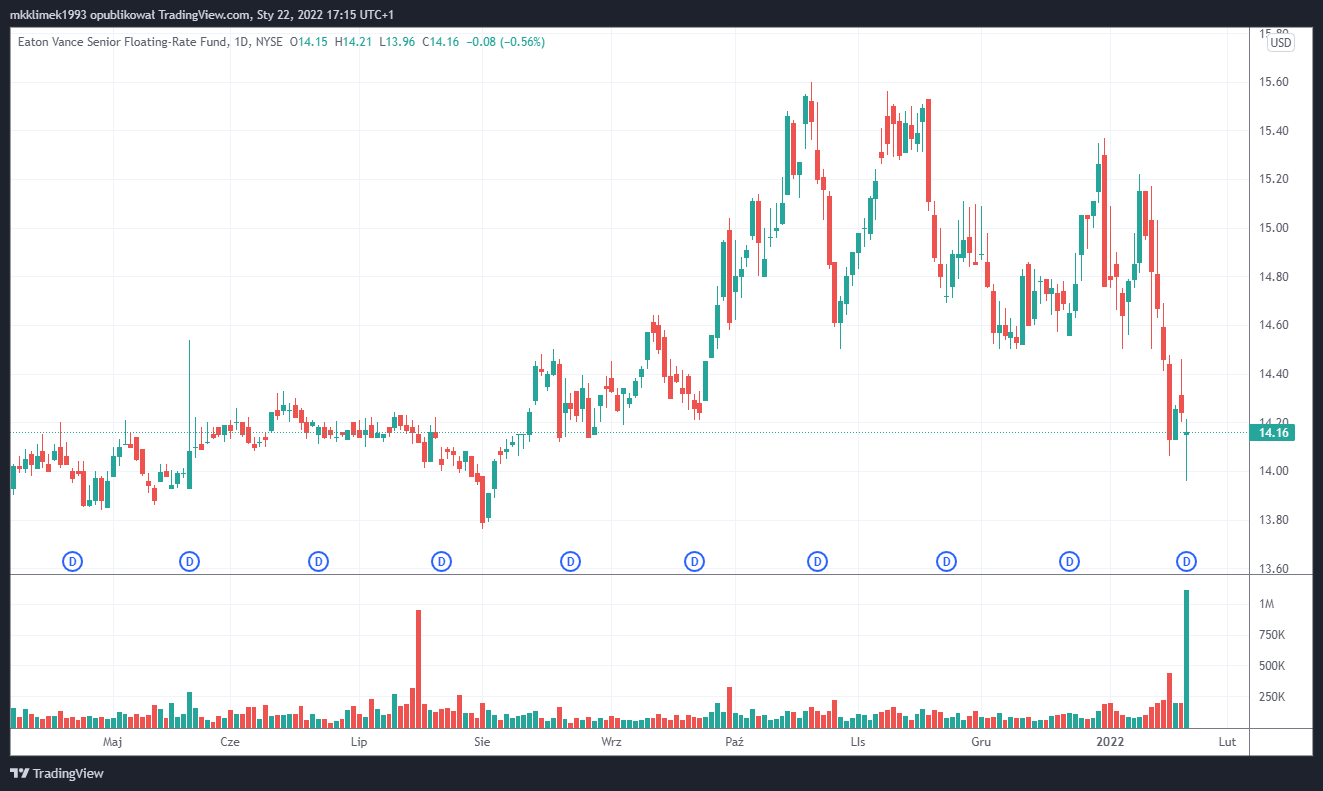 mkklimek1993 opublikował TradingView.com, Sty 22, 2022 17:15 UTC+1
Eaton Vance Senior Floating-Rate Fund, 1D, NYSE O14.15 H14.21 L13.96 C14.16 −0.08 (−0.56%)
15.80
USD
15.60
15.40
15.20
15.00
14.80
14.60
14.40
14.20
14.16
14.00
13.80
D D D D D D D D D D
13.60
1M
750K
500K
250K
Maj Cze Lip Sie Wrz Paź LIs Gru 2022 Lut
TradingView